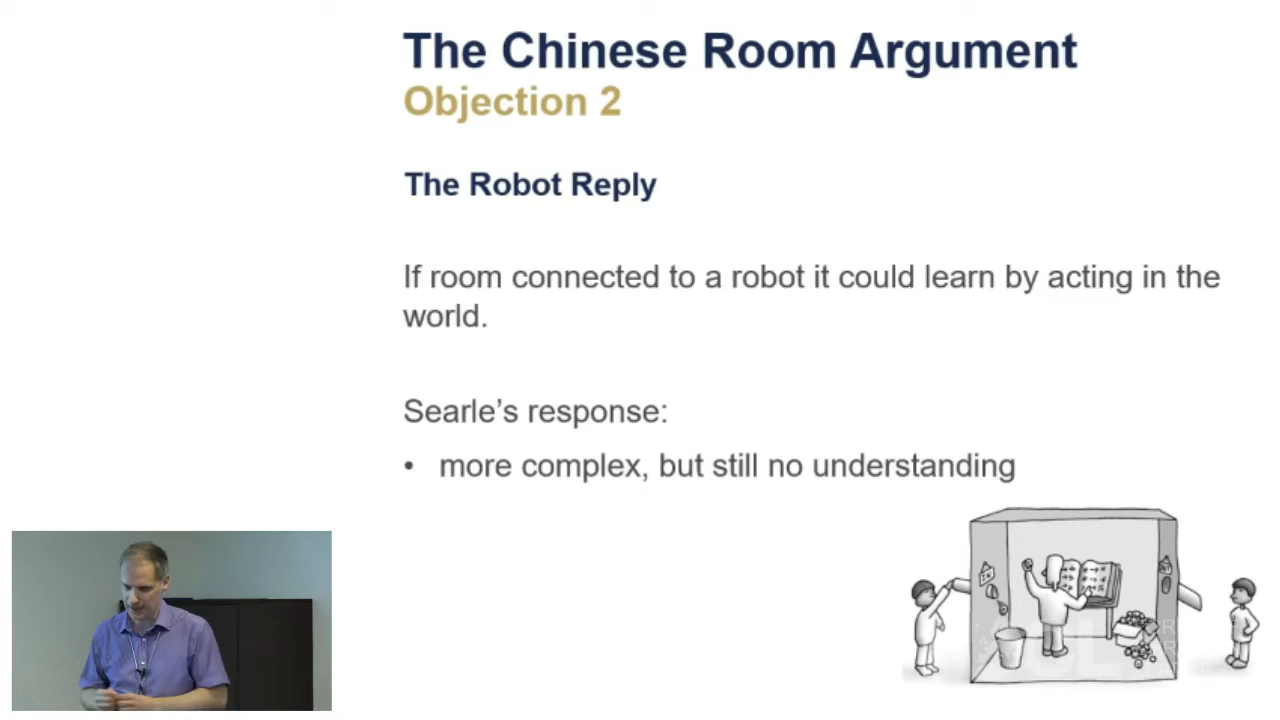 The Chinese Room Argument
Objection 2
The Robot Reply
If room connected to a robot it could learn by acting in the
world.
Searle's response:
• more complex, but still no understanding